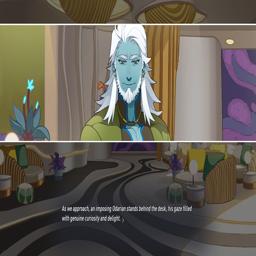 As we approach, an imposing Odarian stands behind the desk, his gaze filled
with genuine curiosity and delight.